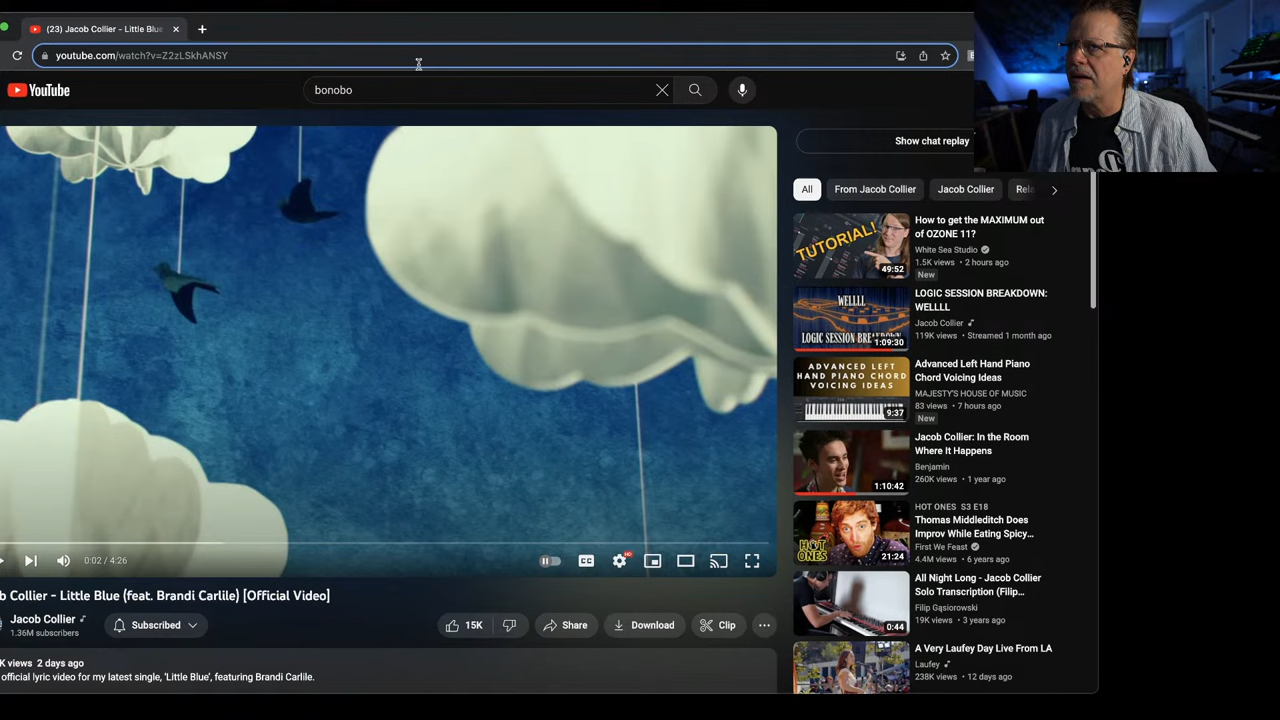 (23) Jacob Collier - Little Blue
youtube.com/watch?v=Z2zLSkhANSY
YouTube
bonobo
Show chat replay
All
From Jacob Collier
Jacob Collier
Rela
TUTORIAL!
49:52
How to get the MAXIMUM out
of OZONE 11?
White Sea Studio
1.5K views • 2 hours ago
New
WELLLL
LOGIC SESSION BRE
1:09:30
LOGIC SESSION BREAKDOWN:
WELLLL
Jacob Collier
119K views • Streamed 1 month ago
ADVANCED LEFT
HAND PIANO CHORD
VOICING IDEAS
9:37
Advanced Left Hand Piano
Chord Voicing Ideas
MAJESTY'S HOUSE OF MUSIC
83 views • 7 hours ago
New
1:10:42
Jacob Collier: In the Room
Where It Happens
Benjamin
260K views • 1 year ago
HOT ONES
21:24
HOT ONES S3 E18
Thomas Middleditch Does
Improv While Eating Spicy...
First We Feast
4.4M views • 6 years ago
0:44
All Night Long - Jacob Collier
Solo Transcription (Filip...
Filip Gąsiorowski
19K views • 3 years ago
A Very Laufey Day Live From LA
Laufey
238K views • 12 days ago
0:02 / 4:26
HD
b Collier - Little Blue (feat. Brandi Carlile) [Official Video]
Jacob Collier
1.36M subscribers
Subscribed
15K
Share
Download
Clip
K views 2 days ago
official lyric video for my latest single, 'Little Blue', featuring Brandi Carlile.